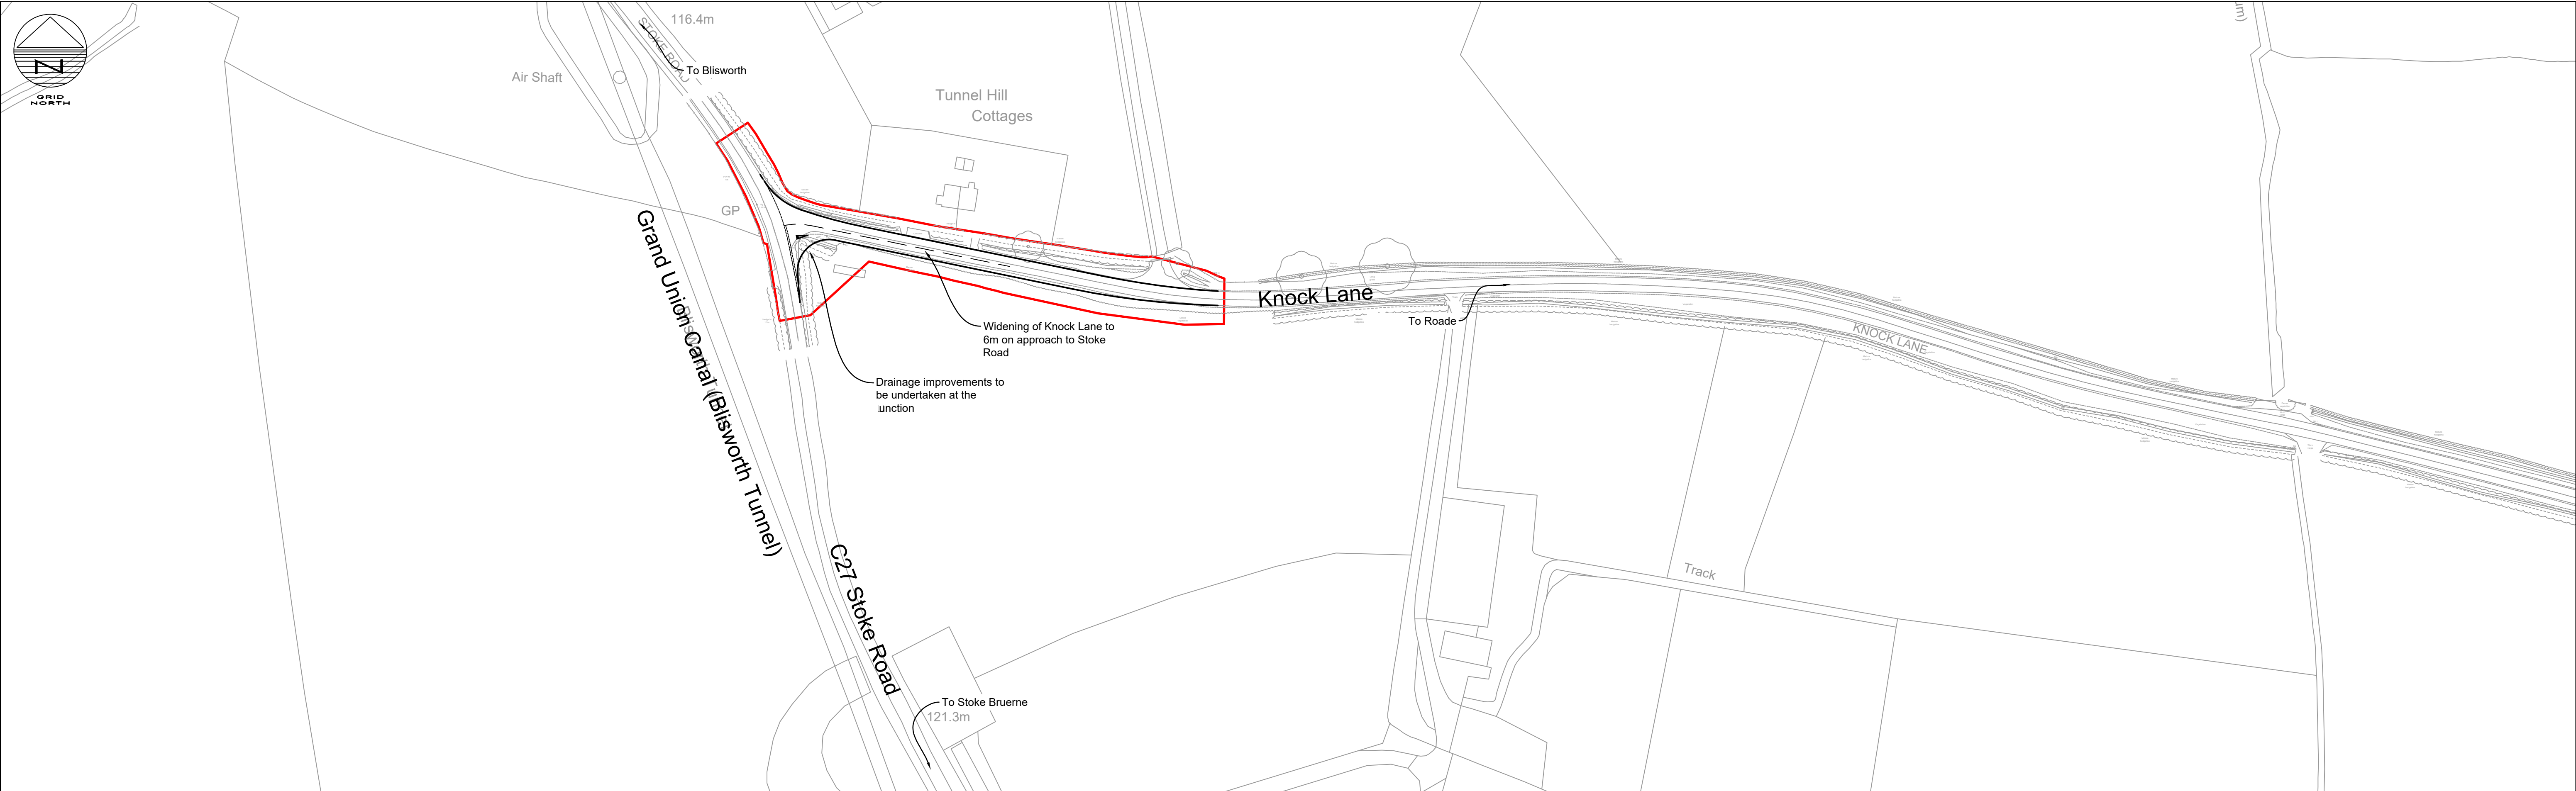 116.4m
STOKE ROAD
To Blisworth
Air Shaft
N
GRID
NORTH
Tunnel Hill
Cottages
GP
Grand Union Canal (Blisworth Tunnel)
Knock Lane
To Roade
KNOCK LANE
Widening of Knock Lane to
6m on approach to Stoke
Road
Drainage improvements to
be undertaken at the
unction
C27 Stoke Road
Track
To Stoke Bruerne
121.3m